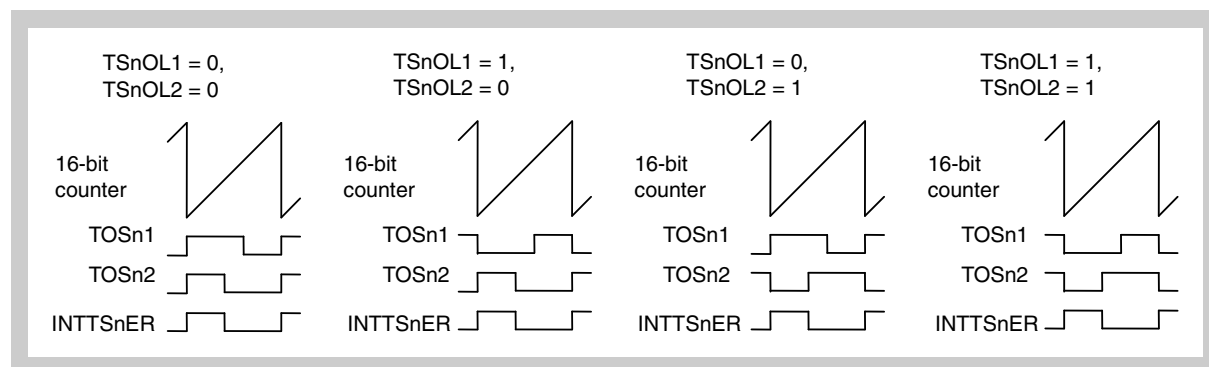 TSnOL1 = 0,
TSnOL2 = 0
16-bit
counter
TOSn1
TOSn2
INTTSnER
TSnOL1 = 1,
TSnOL2 = 0
16-bit
counter
TOSn1
TOSn2
INTTSnER
TSnOL1 = 0,
TSnOL2 = 1
16-bit
counter
TOSn1
TOSn2
INTTSnER
TSnOL1 = 1,
TSnOL2 = 1
16-bit
counter
TOSn1
TOSn2
INTTSnER